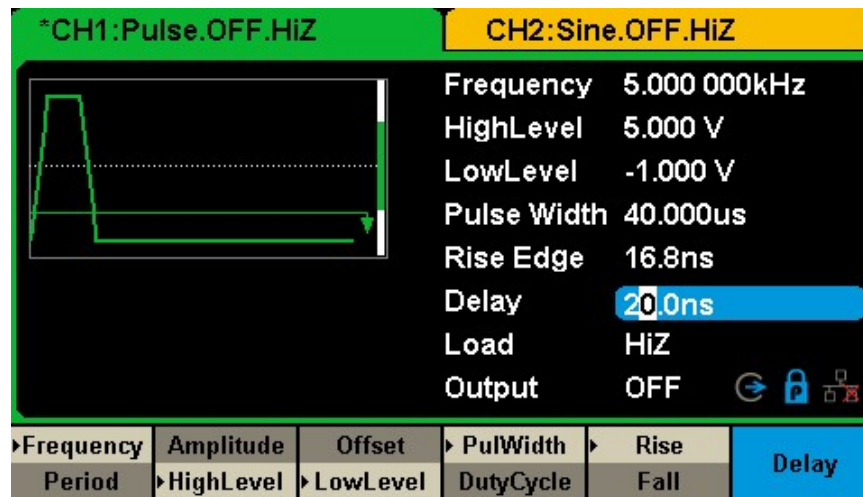 *CH1:Pulse.OFF.HiZ CH2:Sine.OFF.HiZ
Frequency 5.000 000kHz
HighLevel 5.000 V
LowLevel -1.000 V
Pulse Width 40.000us
Rise Edge 16.8ns
Delay 20.0ns
Load HiZ
Output OFF P
Frequency Amplitude Offset PulWidth Rise Delay
Period HighLevel LowLevel DutyCycle Fall